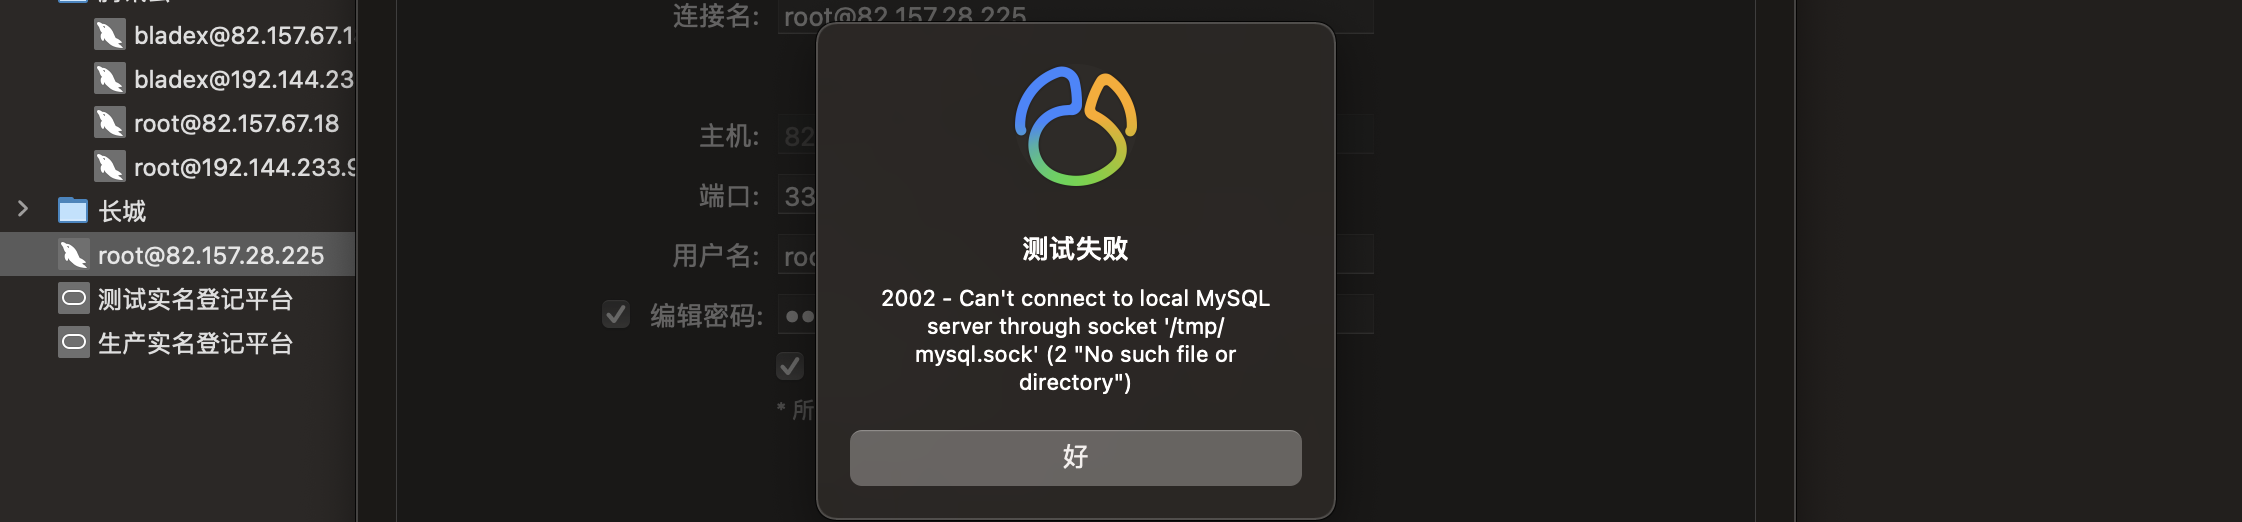 bladex@82.157.67.1
bladex@192.144.23
root@82.157.67.18
root@192.144.233.9
长城
root@82.157.28.225
测试实名登记平台
生产实名登记平台
连接名: root@82.157.28.225
主机: 82
端口: 33
用户名: roo
编辑密码: ••
* 所
测试失败
2002 - Can't connect to local MySQL
server through socket '/tmp/
mysql.sock' (2 "No such file or
directory")
好